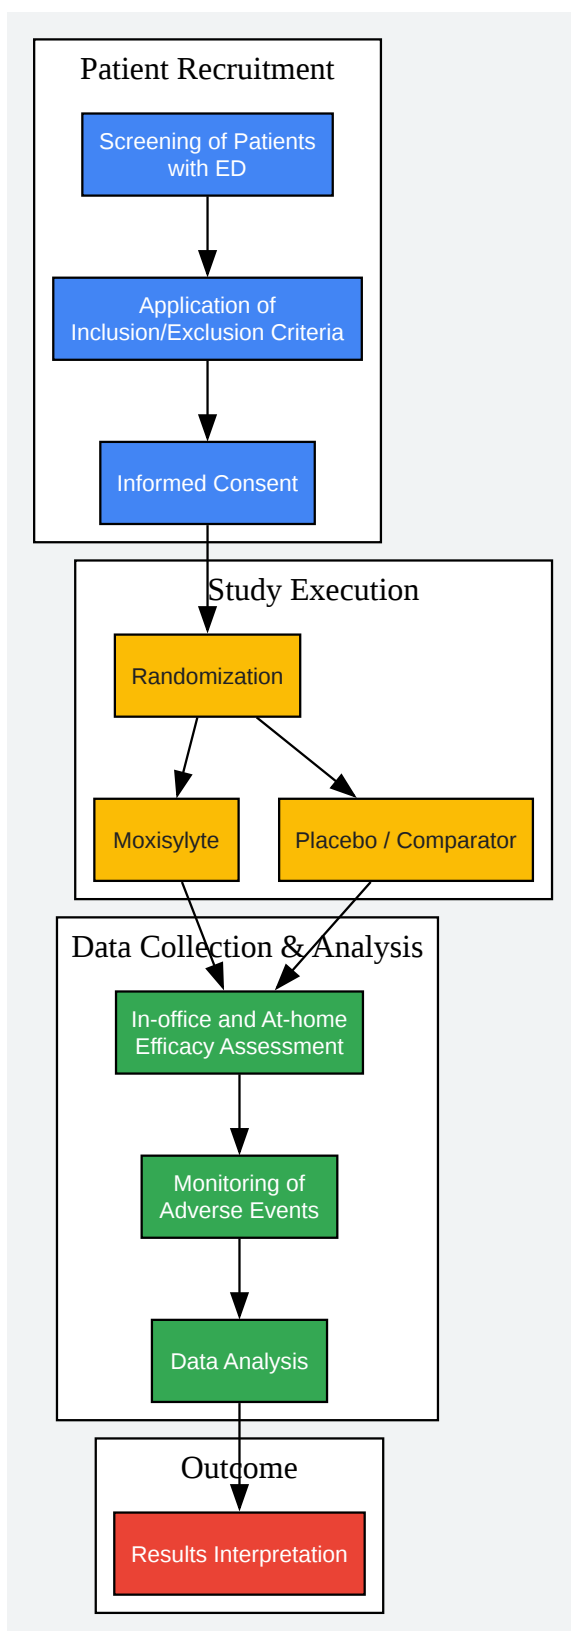 Patient Recruitment
Screening of Patients
with ED
Application of
Inclusion/Exclusion Criteria
Informed Consent
Study Execution
Randomization
Moxisylyte
Placebo / Comparator
Data Collection & Analysis
In-office and At-home
Efficacy Assessment
Monitoring of
Adverse Events
Data Analysis
Outcome
Results Interpretation